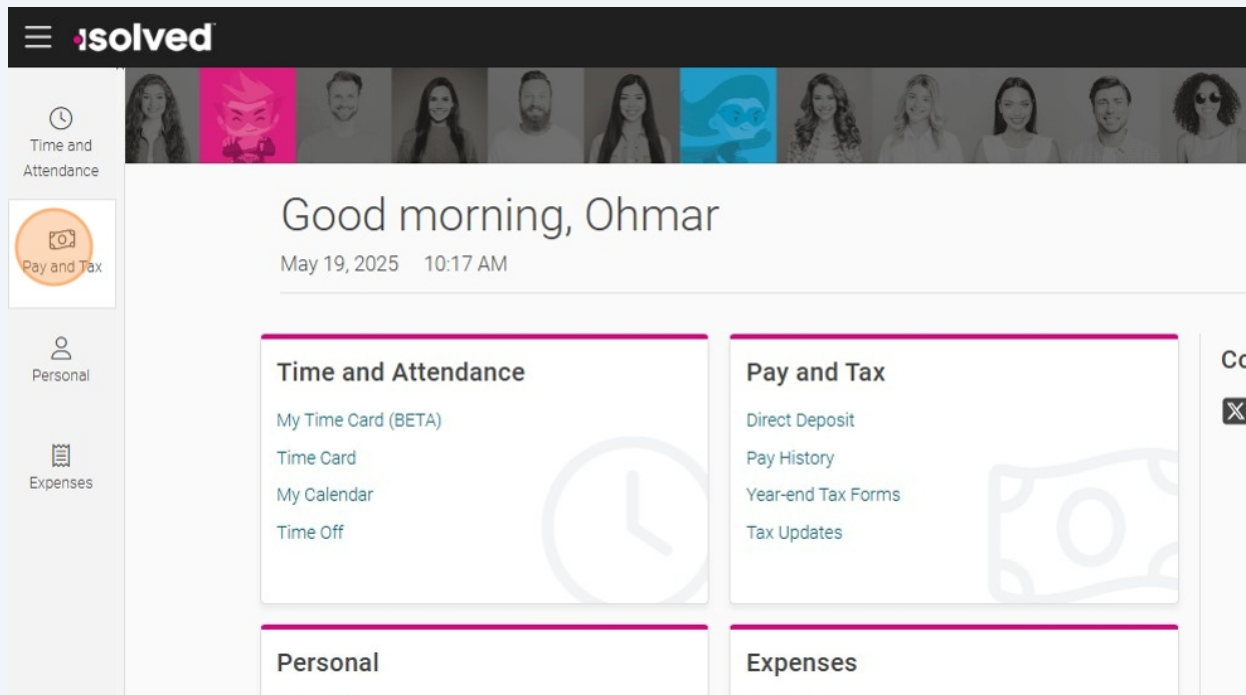 isolved
Time and
Attendance
Pay and Tax
Personal
Expenses
Good morning, Ohmar
May 19, 2025 10:17 AM
Time and Attendance
My Time Card (BETA)
Time Card
My Calendar
Time Off
Pay and Tax
Direct Deposit
Pay History
Year-end Tax Forms
Tax Updates
Co
Personal
Expenses